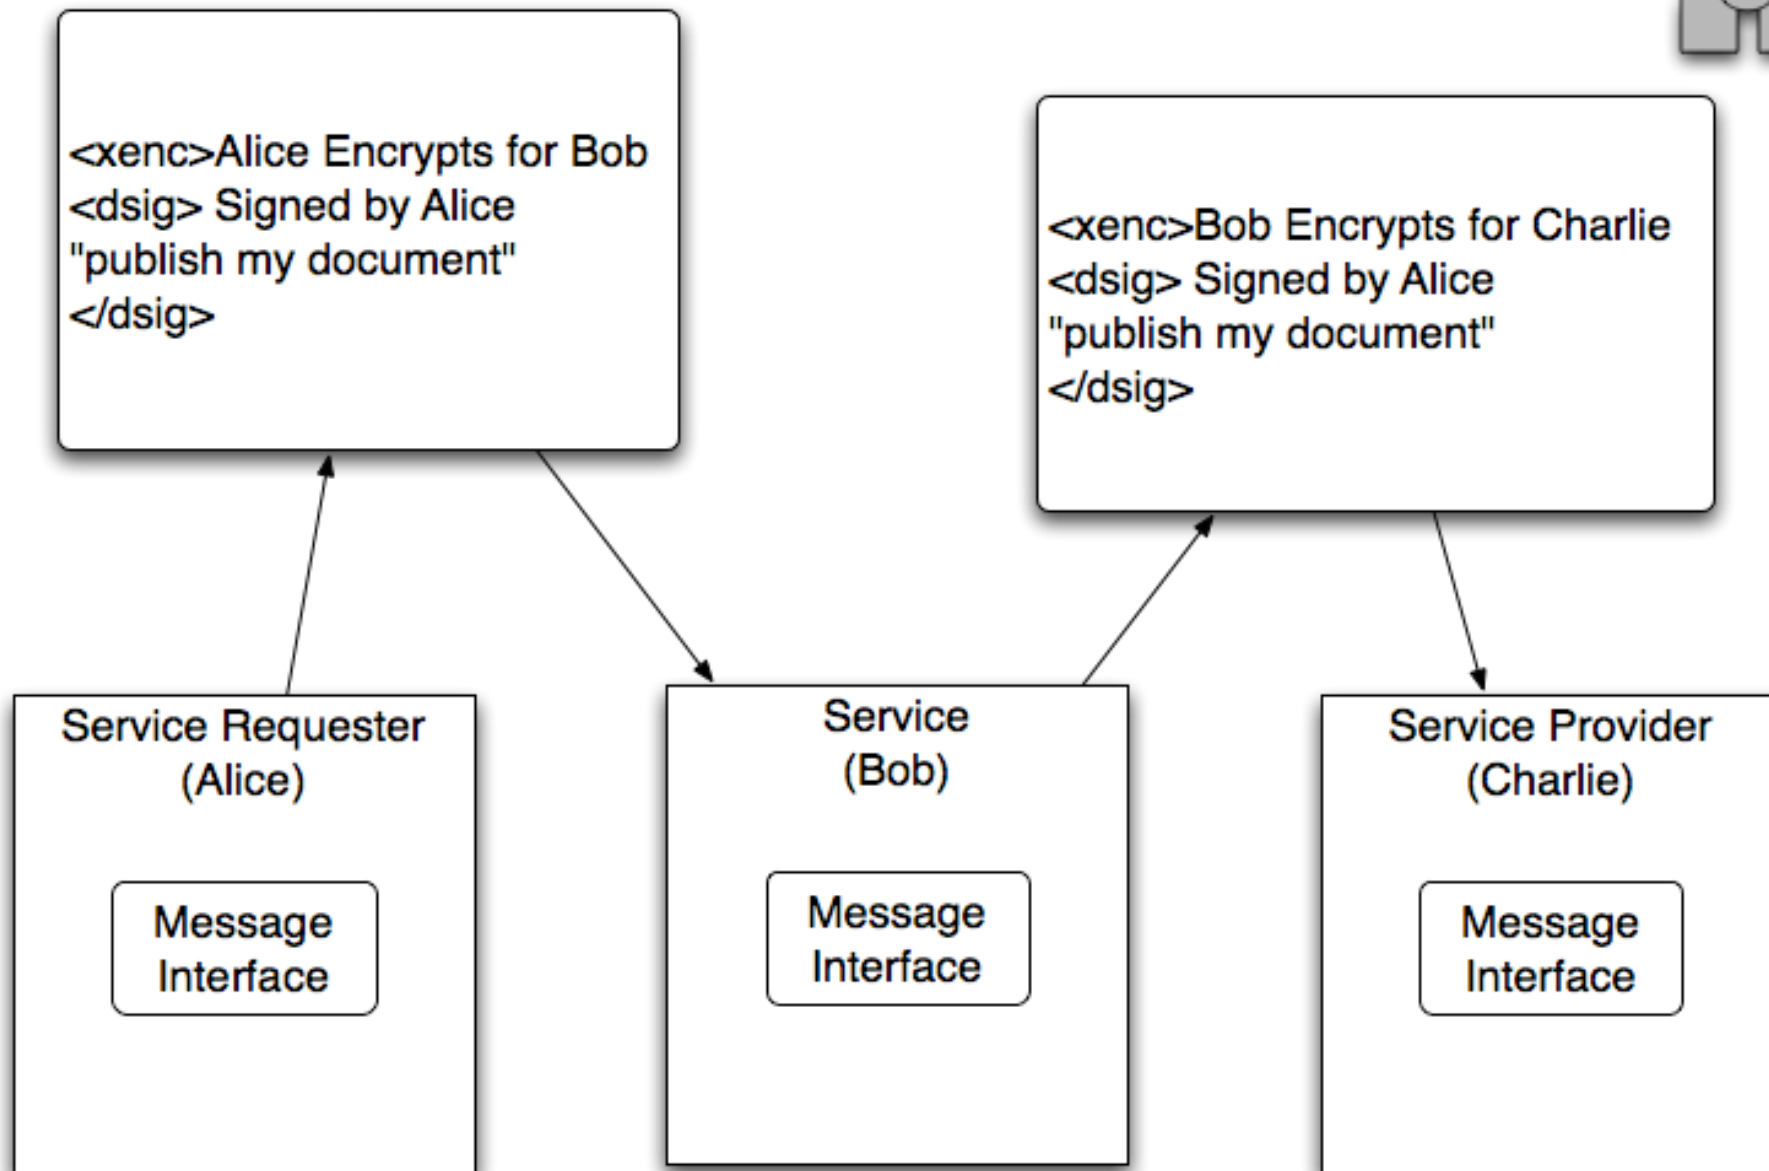 <xenc>Alice Encrypts for Bob
<dsig> Signed by Alice
"publish my document"
</dsig>
<xenc>Bob Encrypts for Charlie
<dsig> Signed by Alice
"publish my document"
</dsig>
Service Requester
(Alice)
Message
Interface
Service
(Bob)
Message
Interface
Service Provider
(Charlie)
Message
Interface